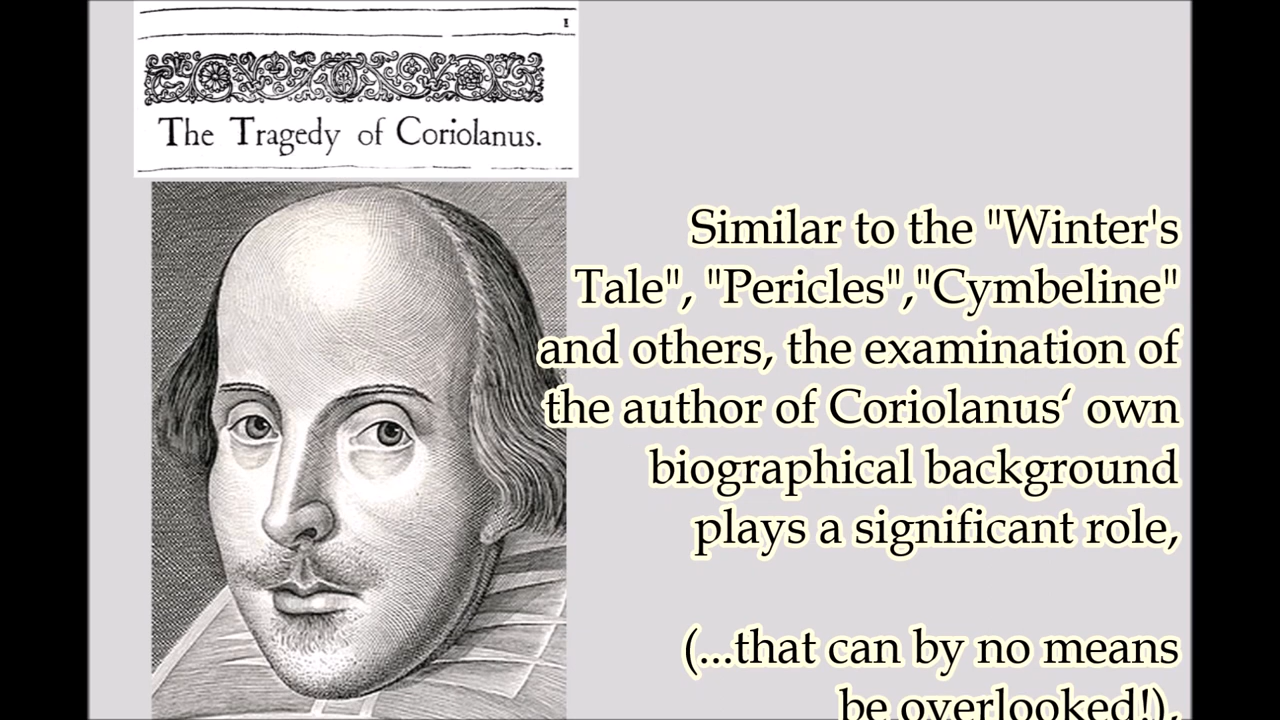 1
The Tragedy of Coriolanus.
Similar to the "Winter's
Tale", "Pericles","Cymbeline"
and others, the examination of
the author of Coriolanus‘ own
biographical background
plays a significant role,
(...that can by no means
be overlooked!),